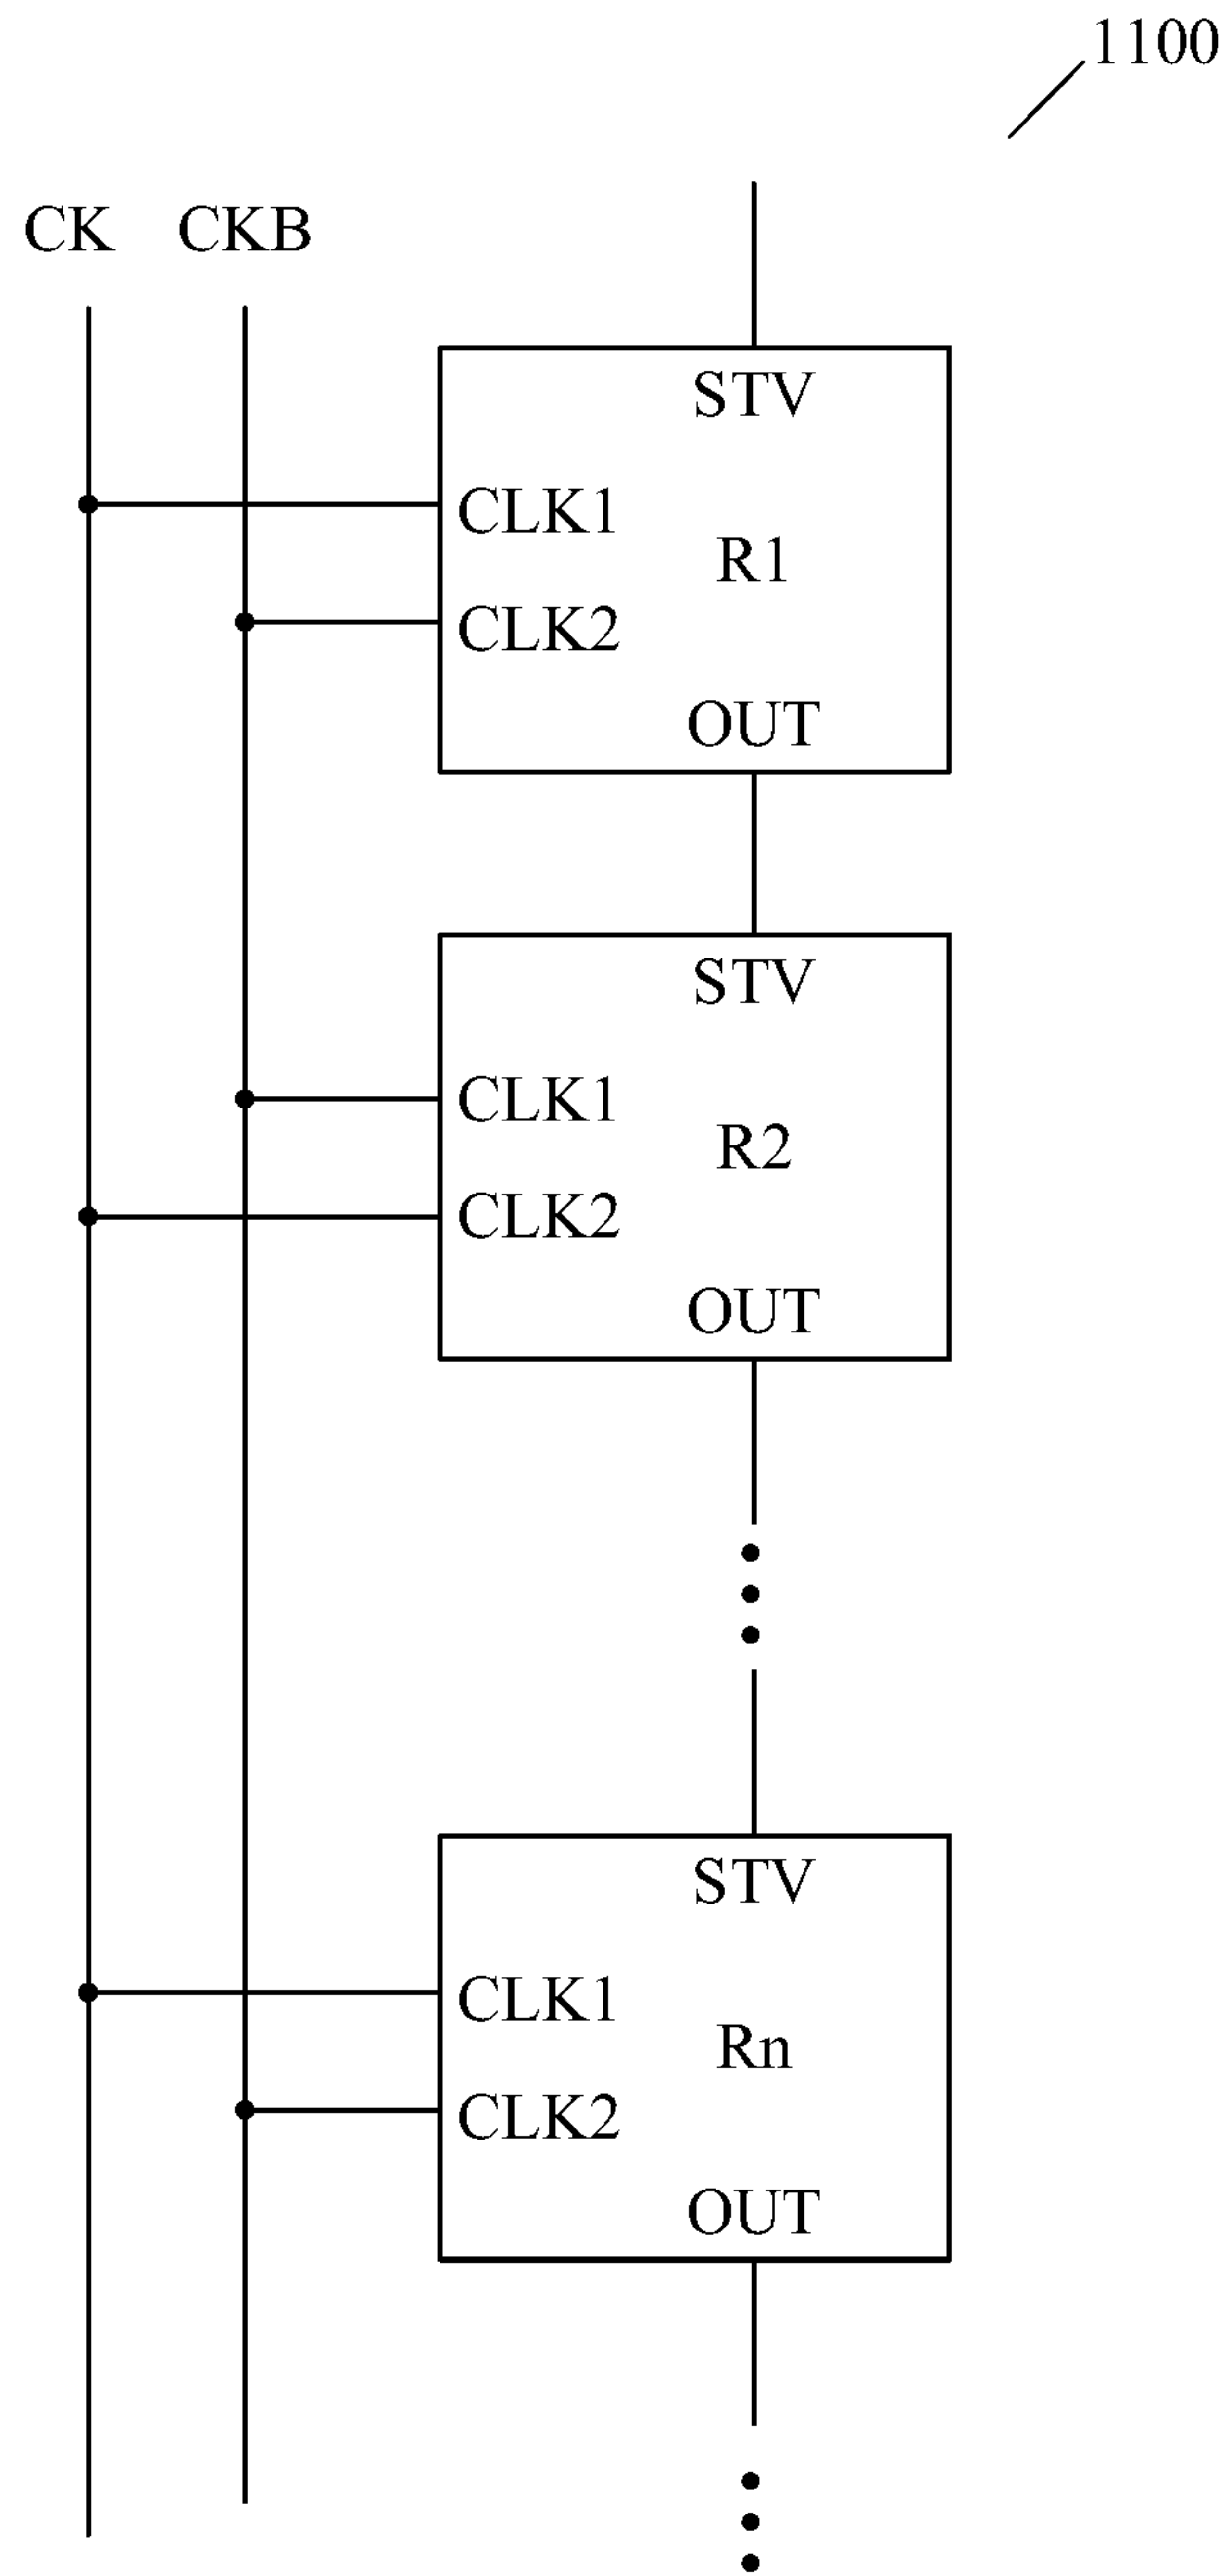 1100
CK CKB
STV
CLK1
R1
CLK2
OUT
STV
CLK1
R2
CLK2
OUT
STV
CLK1
Rn
CLK2
OUT